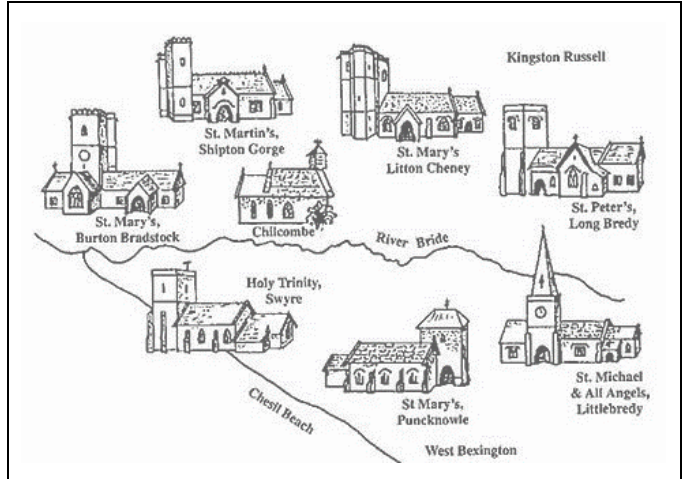 Kingston Russell
St. Martin's,
Shipton Gorge
St. Mary's
Litton Cheney
St. Peter's,
Long Bredy
St. Mary's,
Burton Bradstock
Chilcombe
River Bride
Holy Trinity,
Swyre
St. Michael
& All Angels,
Littlebredy
St Mary's,
Puncknowle
Chesil Beach
West Bexington